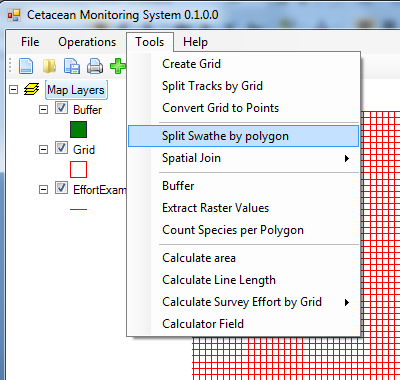 Cetacean Monitoring System 0.1.0.0
File Operations Tools Help
Create Grid
Split Tracks by Grid
Convert Grid to Points
Split Swathe by polygon
Spatial Join
Buffer
Extract Raster Values
Count Species per Polygon
Calculate area
Calculate Line Length
Calculate Survey Effort by Grid
Calculator Field
Map Layers
Buffer
Grid
EffortExam